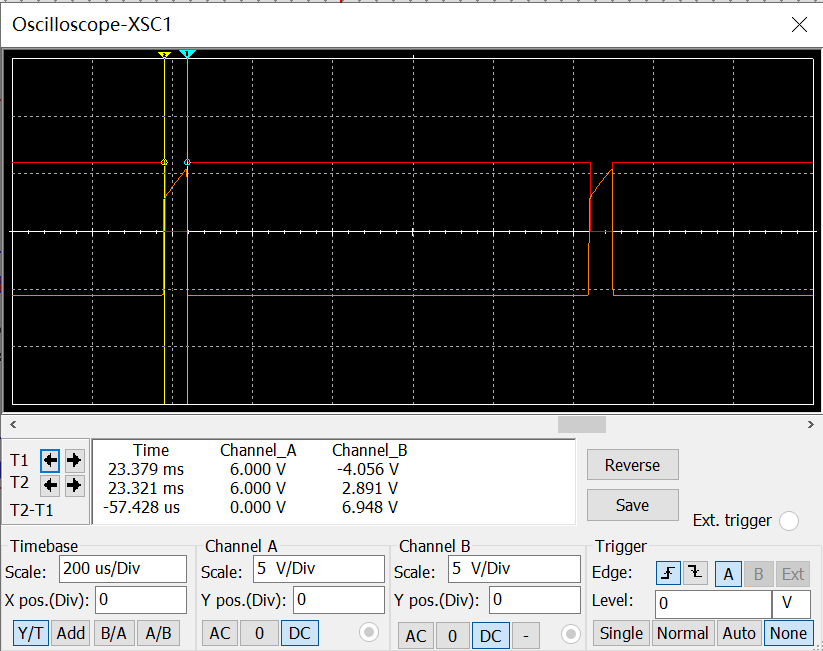 Oscilloscope-XSC1
2 1
T1
T2
T2-T1
Time Channel_A Channel_B
23.379 ms 6.000 V -4.056 V
23.321 ms 6.000 V 2.891 V
-57.428 us 0.000 V 6.948 V
Reverse
Save
Ext. trigger
Timebase
Scale: 200 us/Div
X pos.(Div): 0
Y/T Add B/A A/B
Channel A
Scale: 5 V/Div
Y pos.(Div): 0
AC 0 DC
Channel B
Scale: 5 V/Div
Y pos.(Div): 0
AC 0 DC -
Trigger
Edge: A B Ext
Level: 0 V
Single Normal Auto None